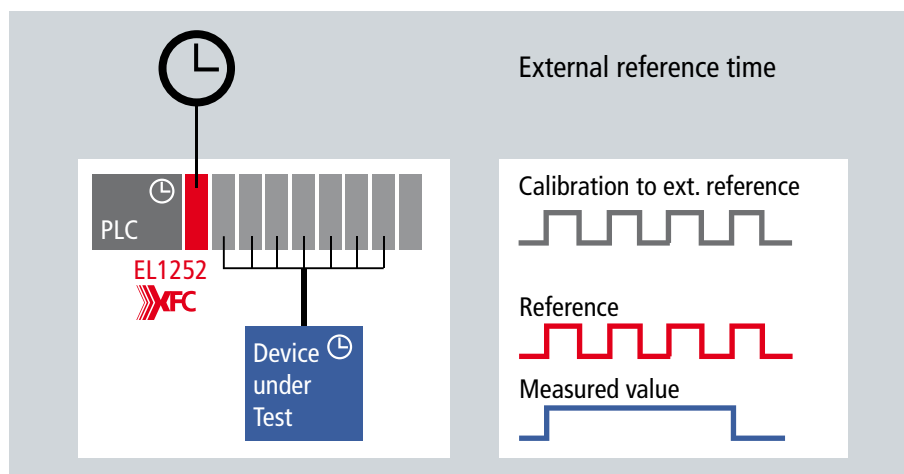 External reference time
PLC
EL1252
XFC
Device
under
Test
Calibration to ext. reference
Reference
Measured value